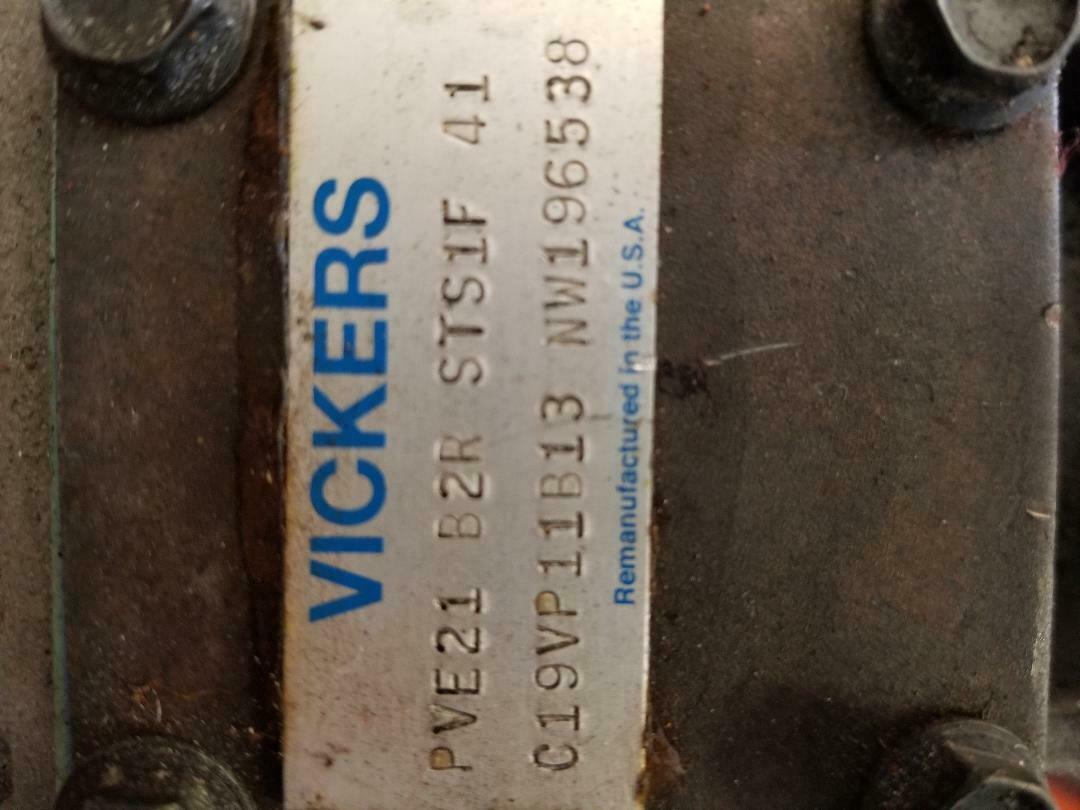 VICKERS
PVE21 B2R STS1F 41
C19VP11B13 NW196538
Remanufactured in the U.S.A.